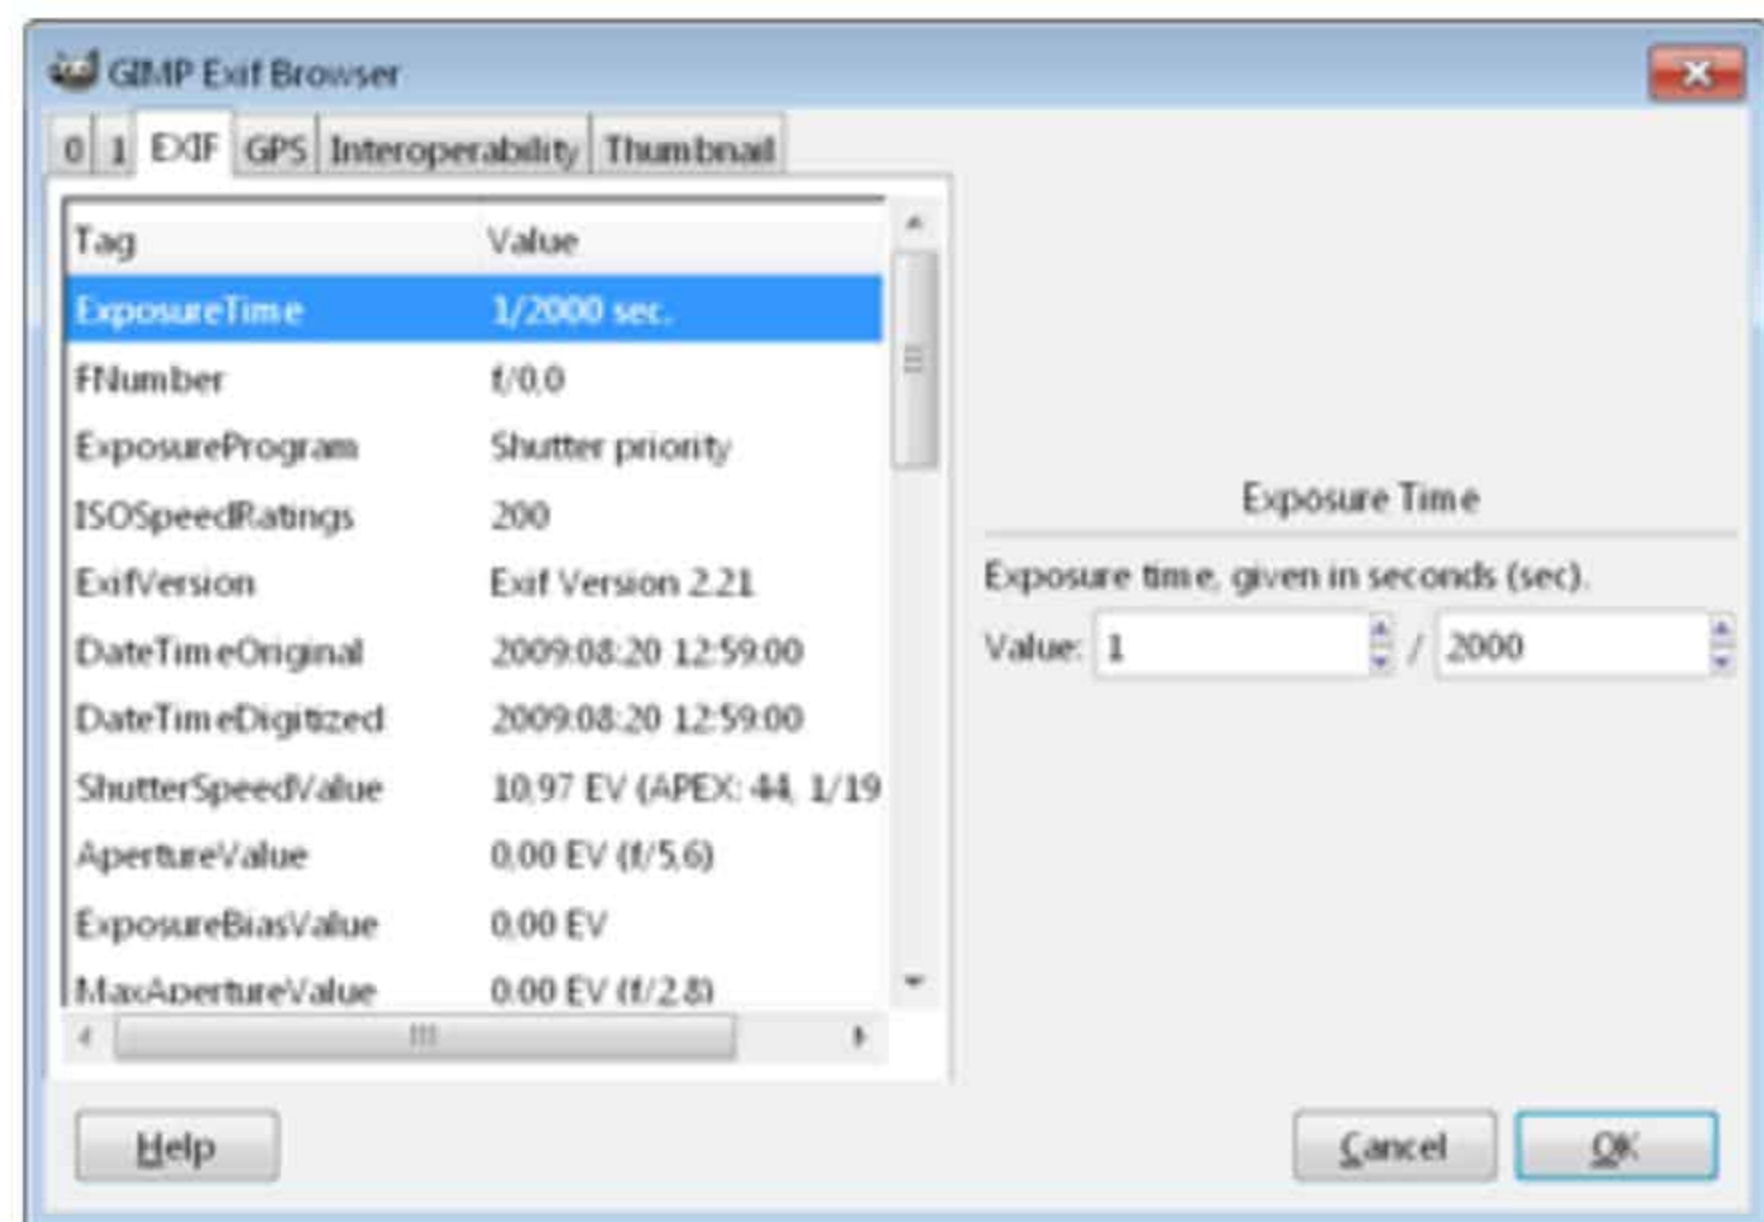 GIMP Exif Browser
0 1 EXIF GPS Interoperability Thumbnail
Tag Value
ExposureTime 1/2000 sec.
FNumber f/0,0
ExposureProgram Shutter priority
ISOSpeedRatings 200
ExifVersion Exif Version 2.21
DateTimeOriginal 2009:08:20 12:59:00
DateTimeDigitized 2009:08:20 12:59:00
ShutterSpeedValue 10,97 EV (APEX: 44, 1/19
ApertureValue 0,00 EV (f/5,6)
ExposureBiasValue 0,00 EV
MaxApertureValue 0,00 EV (f/2,8)
Exposure Time
Exposure time, given in seconds (sec).
Value: 1 / 2000
Help Cancel OK